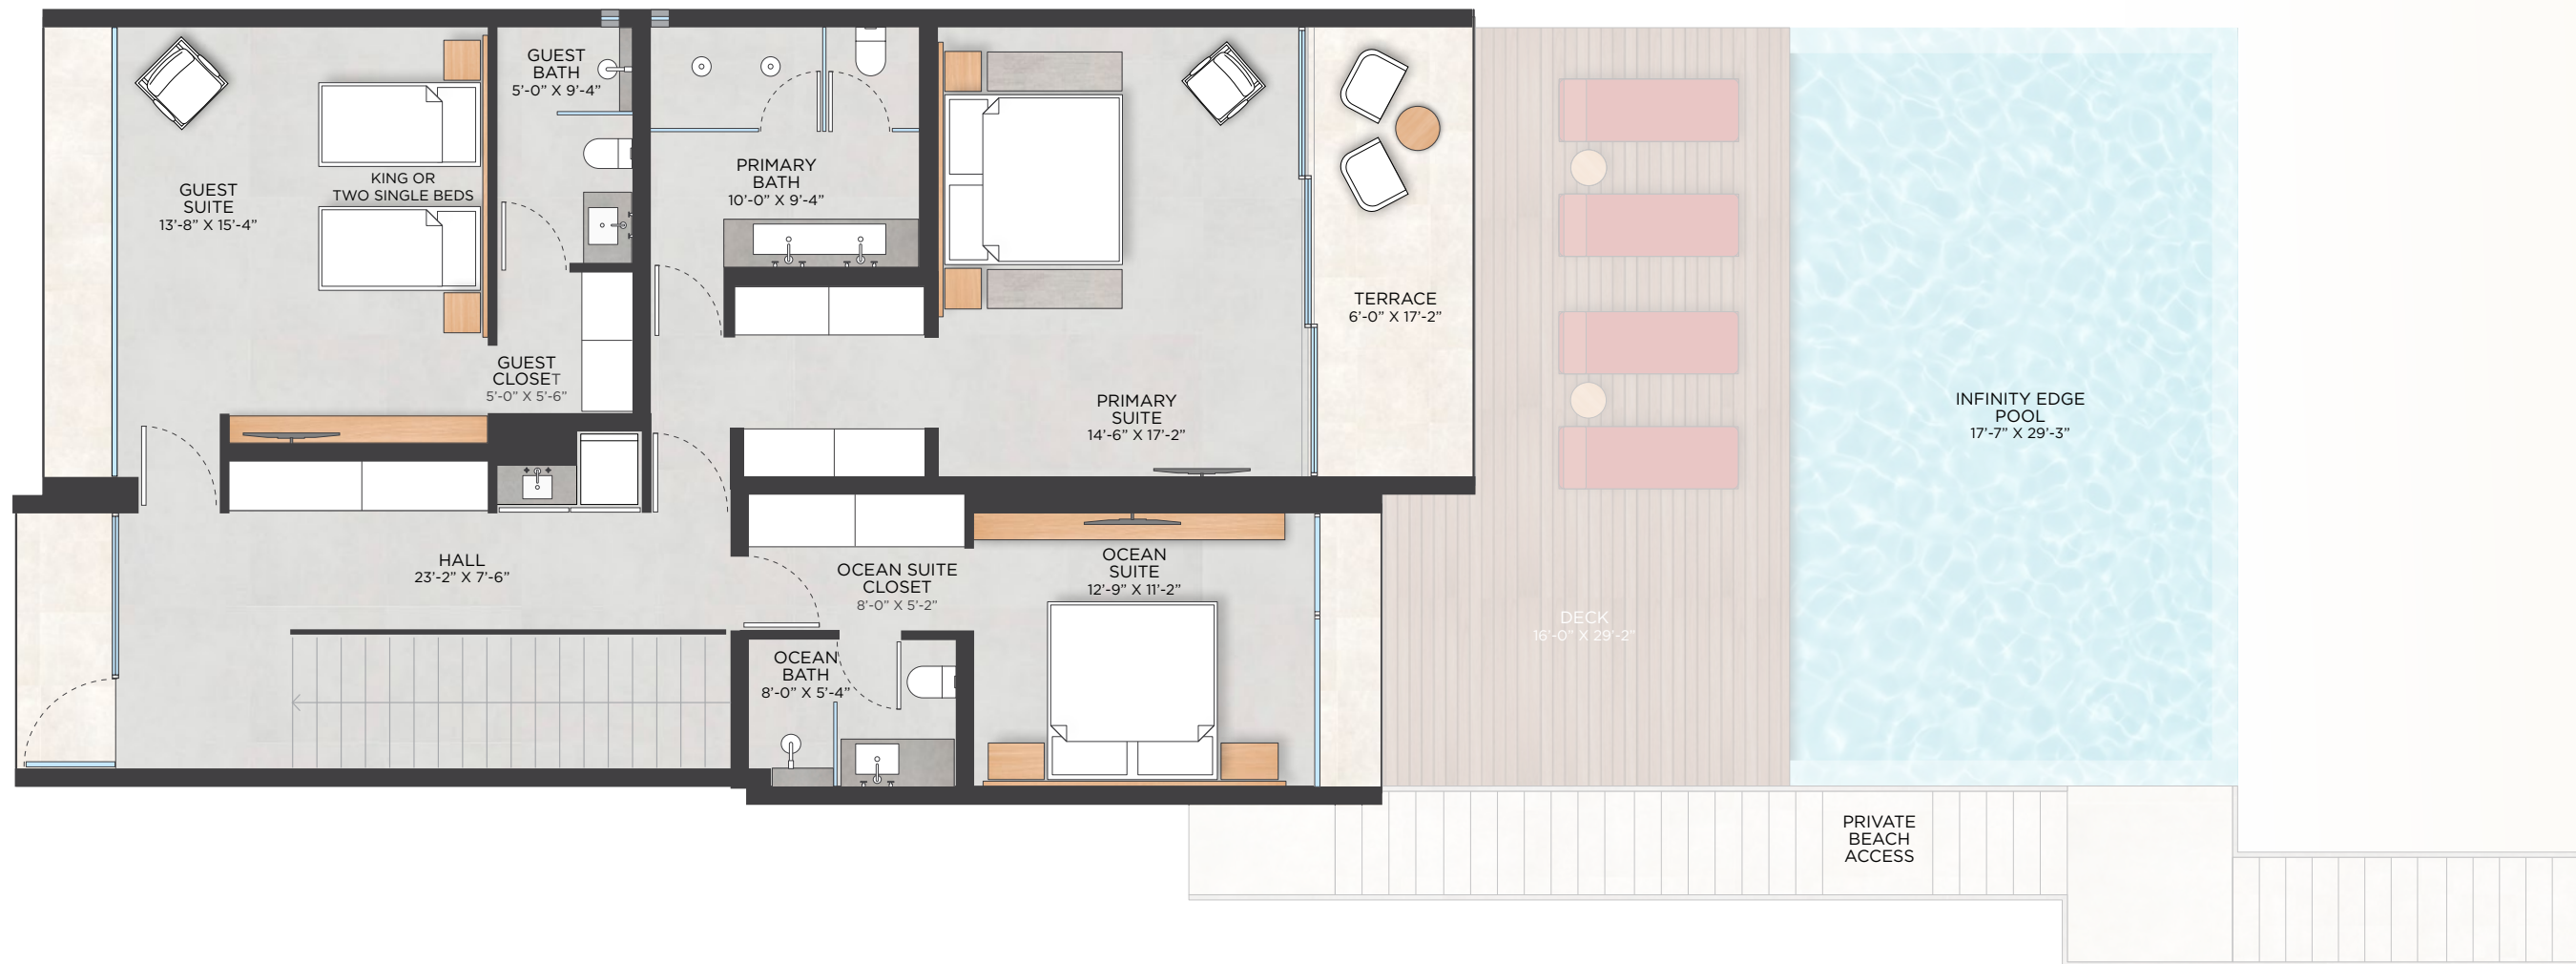 GUEST
BATH
5'-0” X 9'-4”
GUEST
SUITE
13'-8” X 15'-4”
KING OR
TWO SINGLE BEDS
PRIMARY
BATH
10'-0” X 9'-4”
GUEST
CLOSET
5'-0” X 5'-6”
TERRACE
6'-0” X 17'-2”
PRIMARY
SUITE
14'-6” X 17'-2”
INFINITY EDGE
POOL
17'-7” X 29'-3”
HALL
23'-2” X 7'-6”
OCEAN SUITE
CLOSET
8'-0” X 5'-2”
OCEAN
SUITE
12'-9” X 11'-2”
DECK
16'-0” X 29'-2”
OCEAN
BATH
8'-0” X 5'-4”
PRIVATE
BEACH
ACCESS